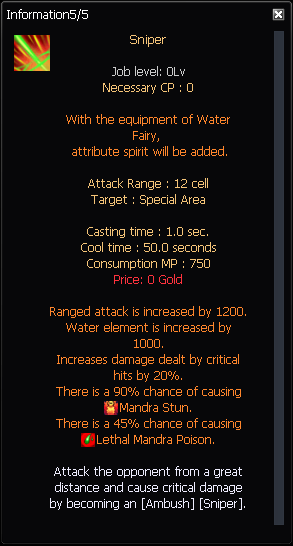 Information5/5
Sniper
Job level: 0Lv
Necessary CP : 0
With the equipment of Water
Fairy,
attribute spirit will be added.
Attack Range : 12 cell
Target : Special Area
Casting time : 1.0 sec.
Cool time : 50.0 seconds
Consumption MP : 750
Price: 0 Gold
Ranged attack is increased by 1200.
Water element is increased by
1000.
Increases damage dealt by critical
hits by 20%.
There is a 90% chance of causing
Mandra Stun.
There is a 45% chance of causing
Lethal Mandra Poison.
Attack the opponent from a great
distance and cause critical damage
by becoming an [Ambush] [Sniper].